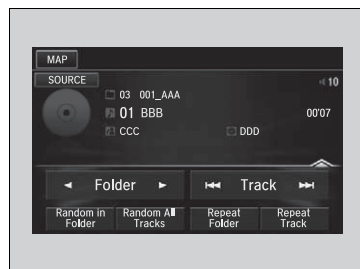 MAP
SOURCE
10
03 001_AAA
01 BBB 00'07
CCC DDD
Folder Track
Random in Folder
Random All Tracks
Repeat Folder
Repeat Track